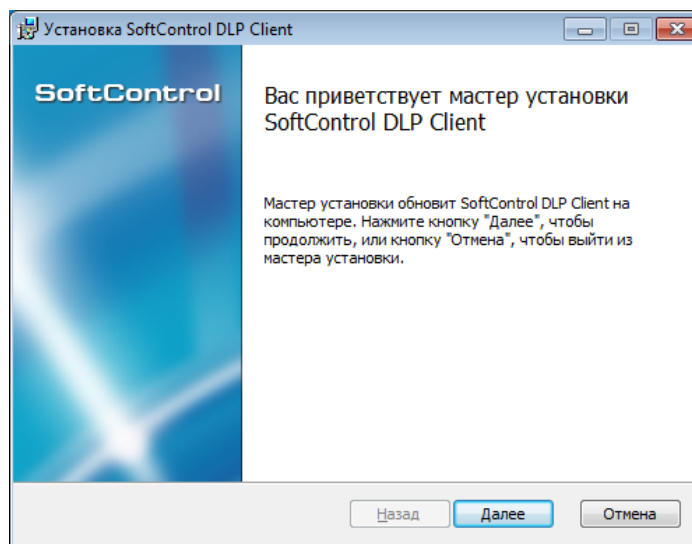 Установка SoftControl DLP Client
SoftControl
Вас приветствует мастер установки
SoftControl DLP Client
Мастер установки обновит SoftControl DLP Client на
компьютере. Нажмите кнопку "Далее", чтобы
продолжить, или кнопку "Отмена", чтобы выйти из
мастера установки.
Назад
Далее
Отмена